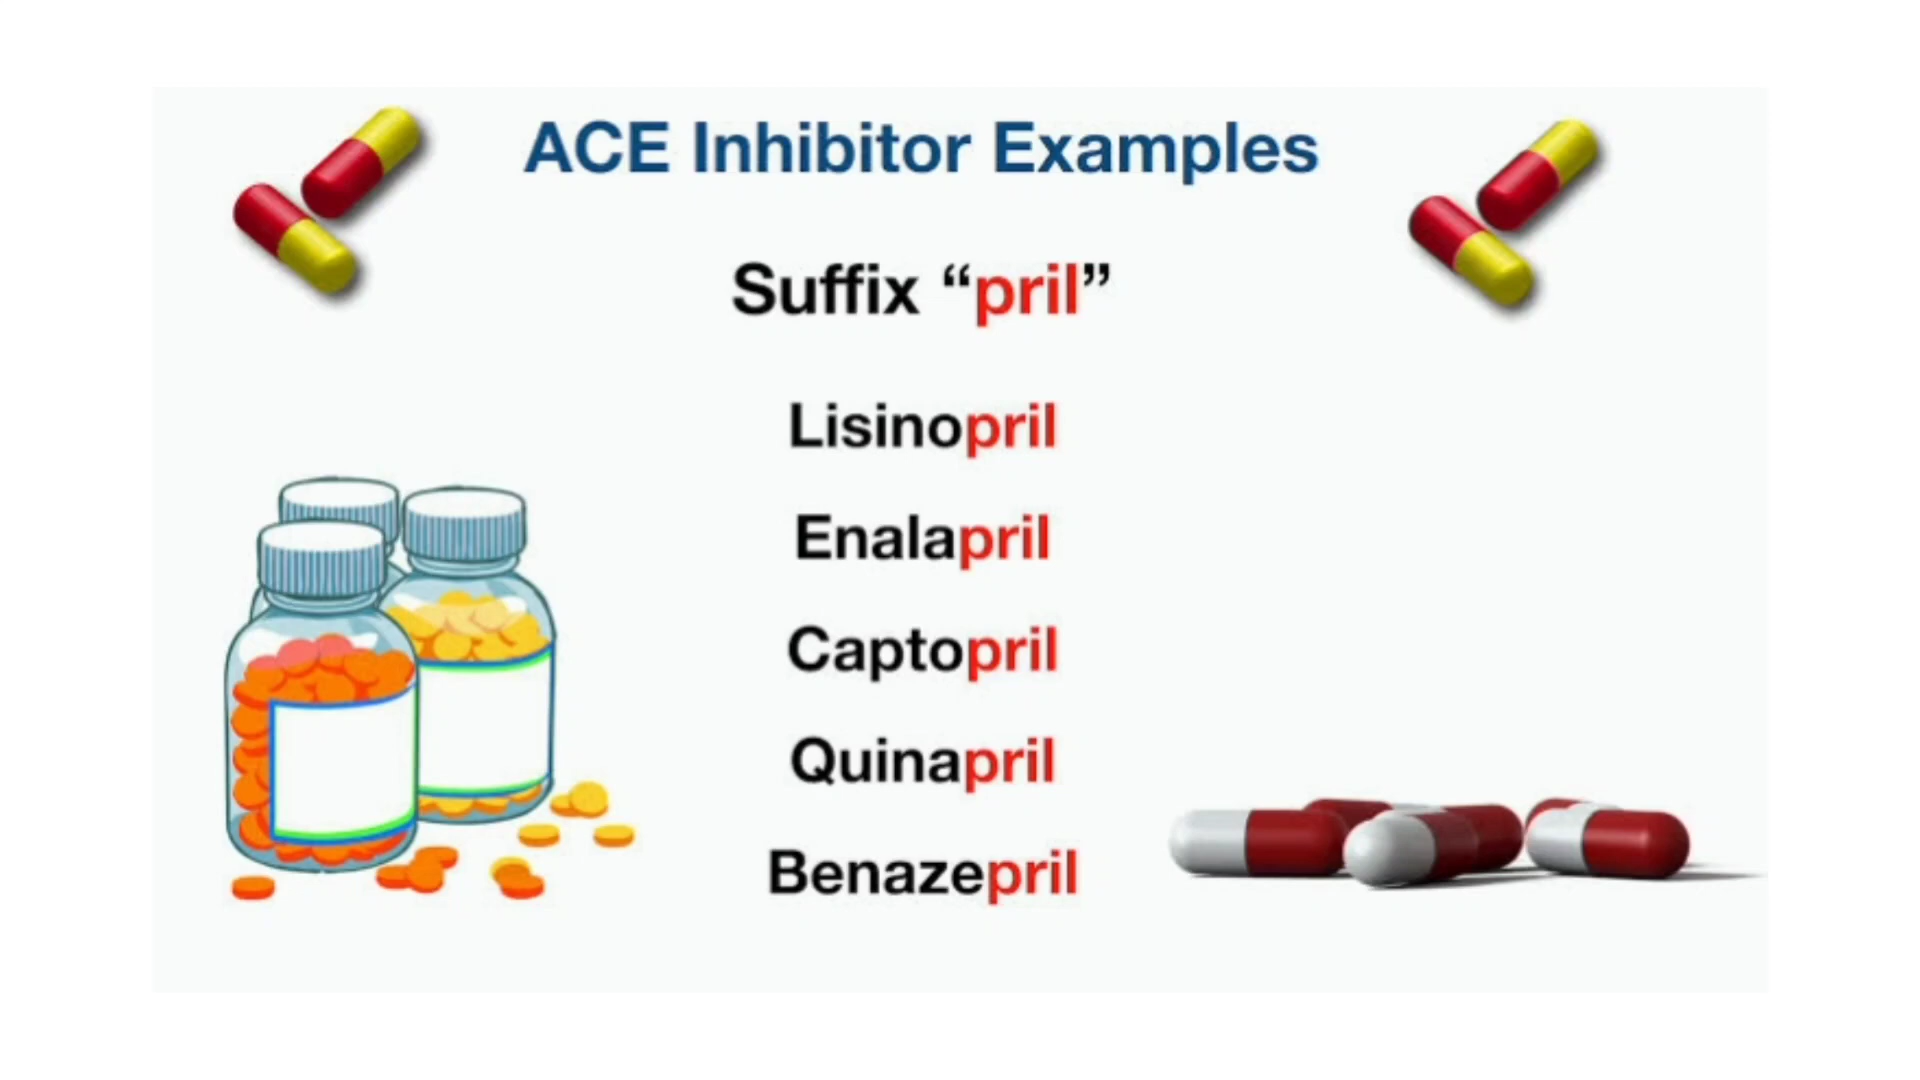 ACE Inhibitor Examples
Suffix “pril”
Lisinopril
Enalapril
Captopril
Quinapril
Benazepril